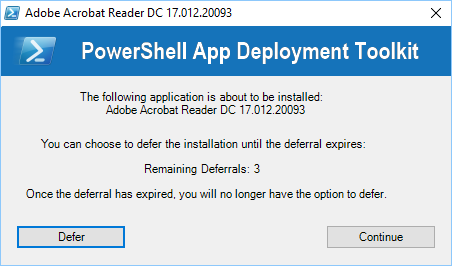 Adobe Acrobat Reader DC 17.012.20093
PowerShell App Deployment Toolkit
The following application is about to be installed:
Adobe Acrobat Reader DC 17.012.20093
You can choose to defer the installation until the deferral expires:
Remaining Deferrals: 3
Once the deferral has expired, you will no longer have the option to defer.
Defer
Continue